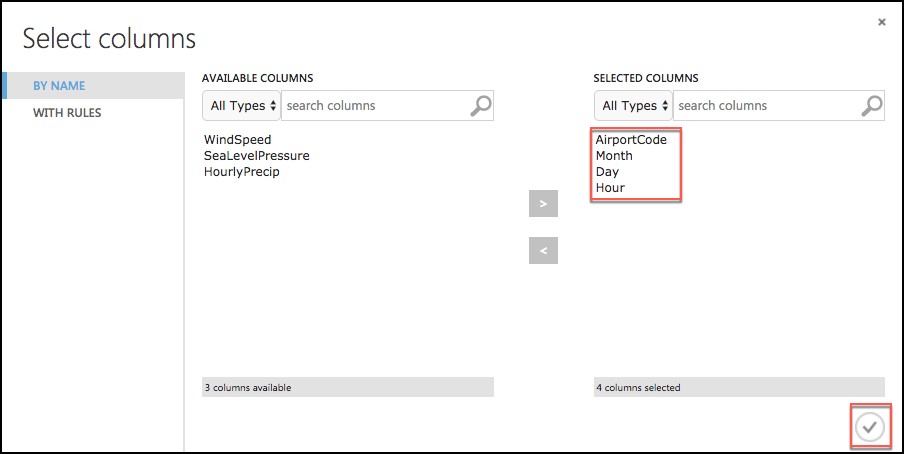 Select columns
×
BY NAME
WITH RULES
AVAILABLE COLUMNS
All Types
search columns
WindSpeed
SeaLevelPressure
HourlyPrecip
3 columns available
>
<
SELECTED COLUMNS
All Types
search columns
AirportCode
Month
Day
Hour
4 columns selected